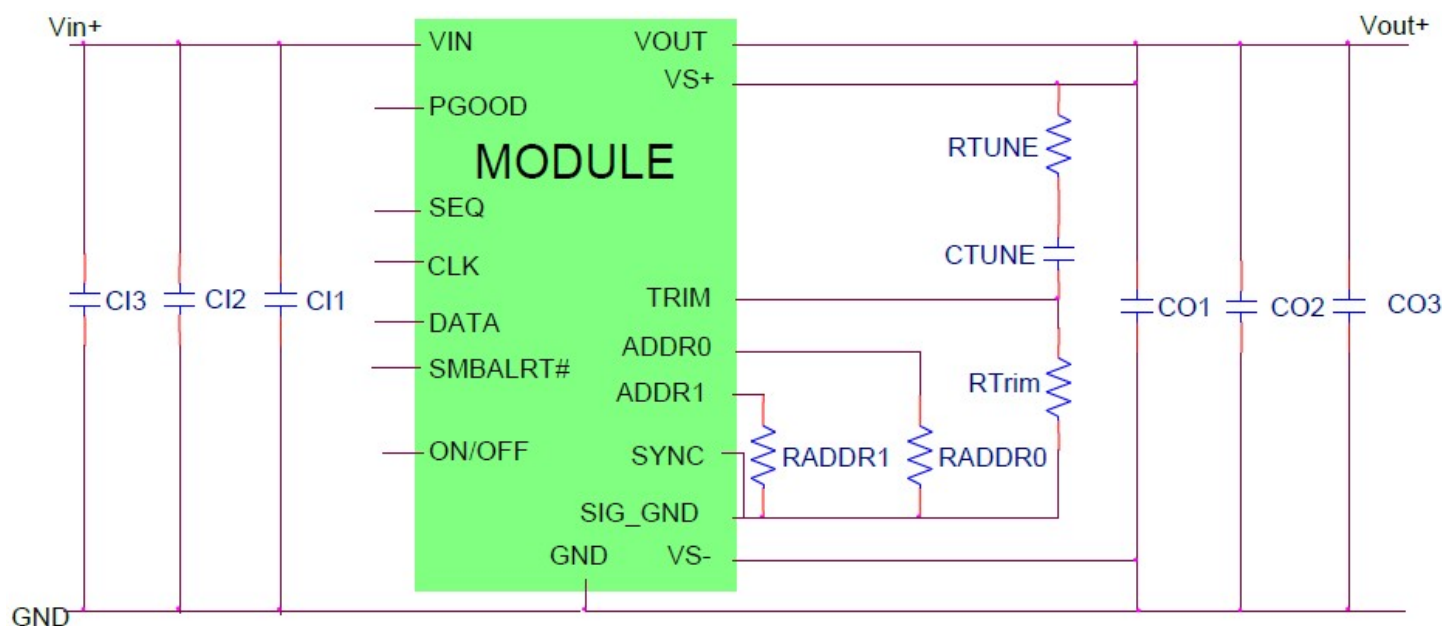 Vin+
Vout+
VIN
VOUT
VS+
PGOOD
MODULE
RTUNE
SEQ
CTUNE
CLK
TRIM
CI3
CI2
CI1
CO1
CO2
CO3
DATA
ADDR0
SMBALRT#
RTrim
ADDR1
ON/OFF
SYNC
RADDR1
RADDR0
SIG_GND
GND
VS-
GND